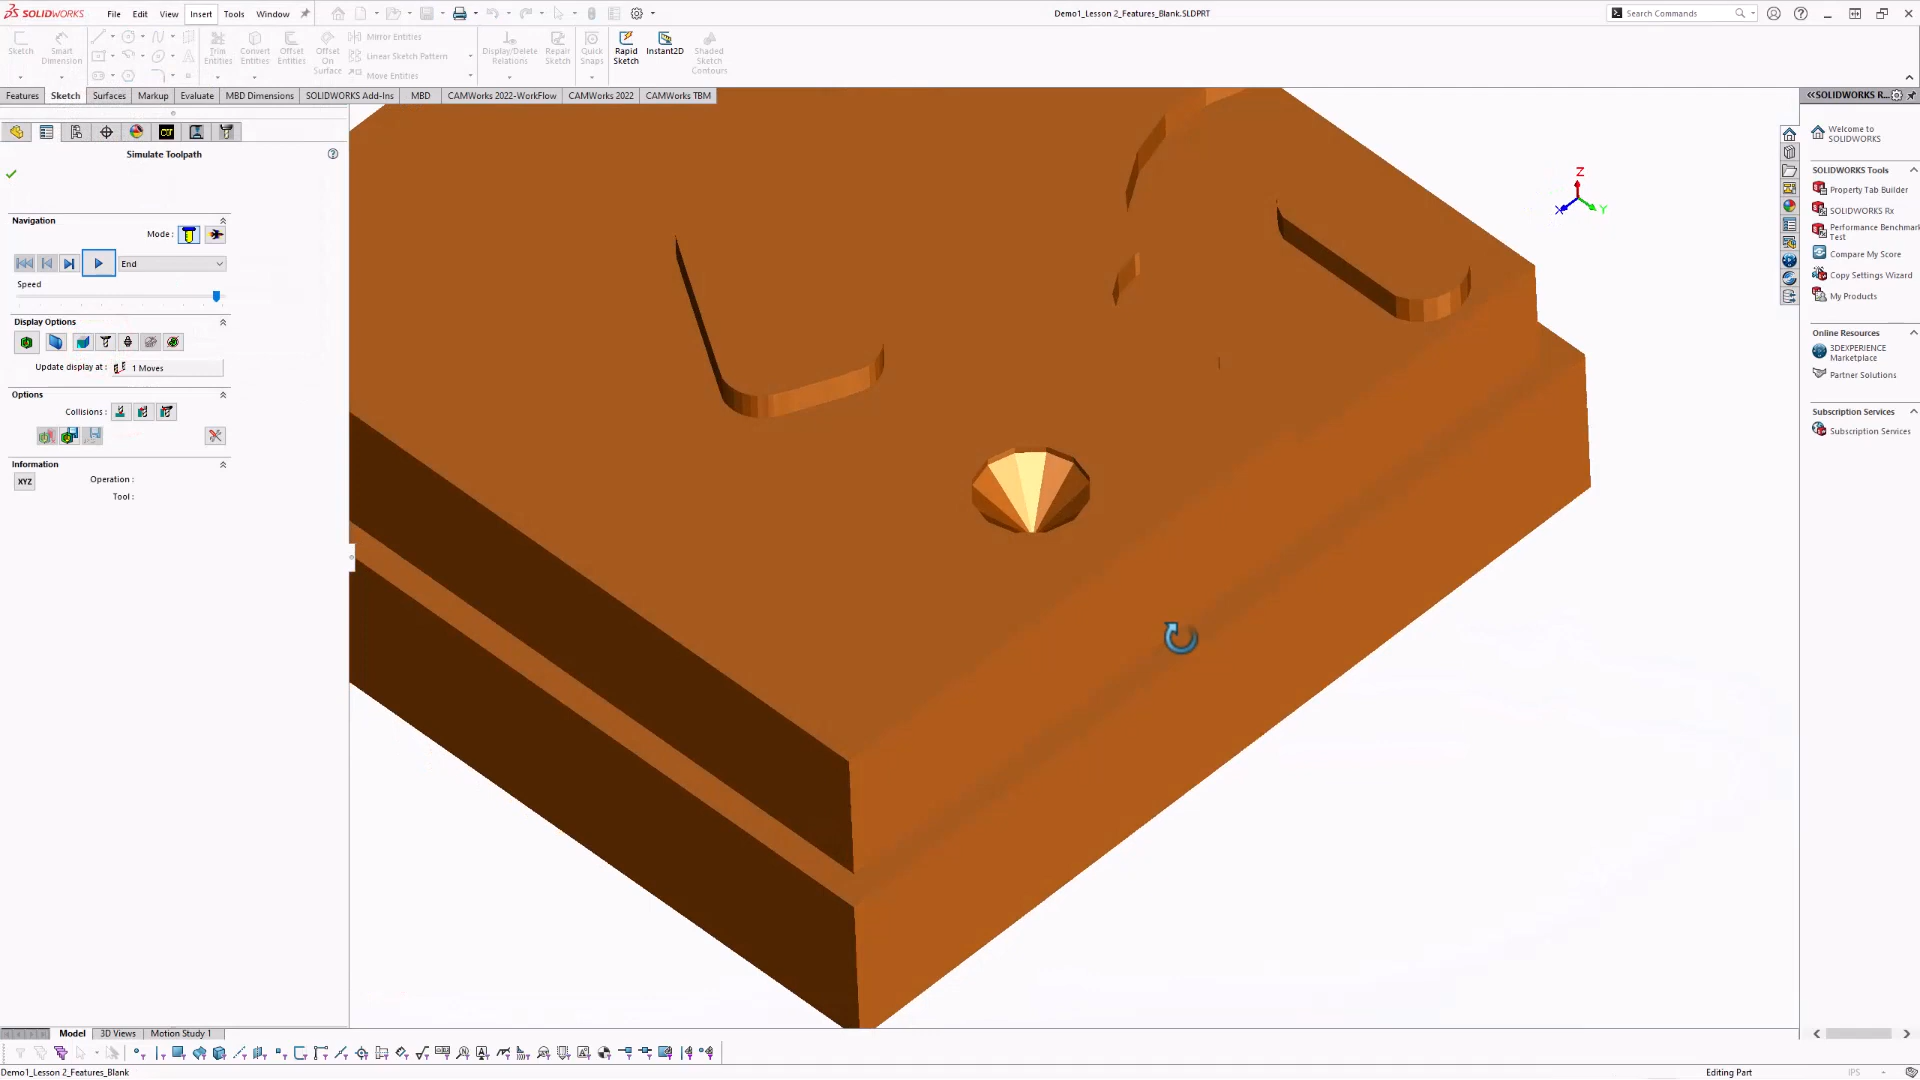 SOLIDWORKS File Edit View Insert Tools Window Demo1_Lesson 2_Features_Blank.SLDPRT Search Commands
Sketch Smart Dimension Trim Entities Convert Entities Offset Entities Offset On Surface Mirror Entities Linear Sketch Pattern Move Entities Display/Delete Relations Repair Sketch Quick Snaps Rapid Sketch Instant2D Shaded Sketch Contours
Features Sketch Surfaces Markup Evaluate MBD Dimensions SOLIDWORKS Add-Ins MBD CAMWorks 2022-WorkFlow CAMWorks 2022 CAMWorks TBM
Simulate Toolpath
Navigation
Mode :
End
Speed
Display Options
Update display at : 1 Moves
Options
Collisions :
Information
XYZ Operation :
Tool :
Z
X Y
SOLIDWORKS R...
Welcome to
SOLIDWORKS
SOLIDWORKS Tools
Property Tab Builder
SOLIDWORKS Rx
Performance Benchmark
Test
Compare My Score
Copy Settings Wizard
My Products
Online Resources
3DEXPERIENCE
Marketplace
Partner Solutions
Subscription Services
Subscription Services
Model 3D Views Motion Study 1
Demo1_Lesson 2_Features_Blank Editing Part IPS